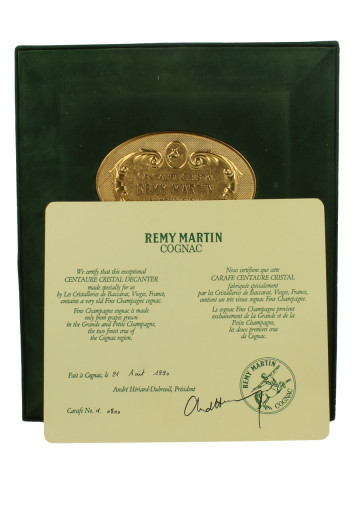 REMY MARTIN
REMY MARTIN
COGNAC
We certify that this exceptional
CENTAURE CRISTAL DECANTER
made specially for us
by Les Cristalleries de Baccarat, Vosges, France,
contains a very old Fine Champagne cognac.
Fine Champagne cognac is made
only from grapes grown
in the Grande and Petite Champagne,
the two finest crus of the
Cognac region.
Nous certifions que cette
CARAFE CENTAURE CRISTAL
fabriquée spécialement
par les Cristalleries de Baccarat, Vosges, France,
contient un très vieux cognac Fine Champagne.
Le cognac Fine Champagne provient
exclusivement de la Grande et de la
Petite Champagne,
les deux premiers crus
de Cognac.
Fait à Cognac, le 31 Août 1990
André Hériard-Dubreuil, Président
Carafe No.
REMY MARTIN
COGNAC